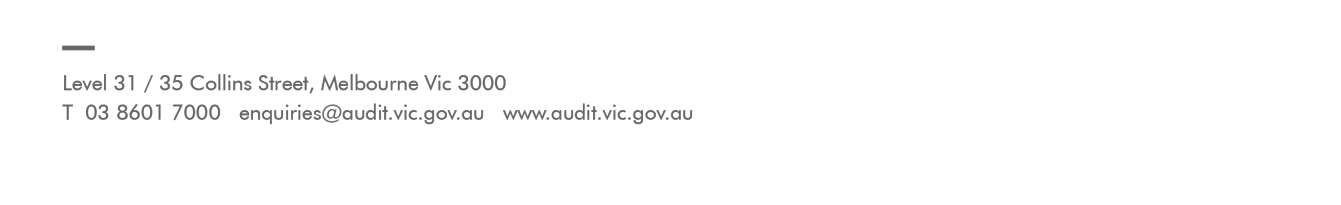 Level 31 / 35 Collins Street, Melbourne Vic 3000
T 03 8601 7000 enquiries@audit.vic.gov.au www.audit.vic.gov.au